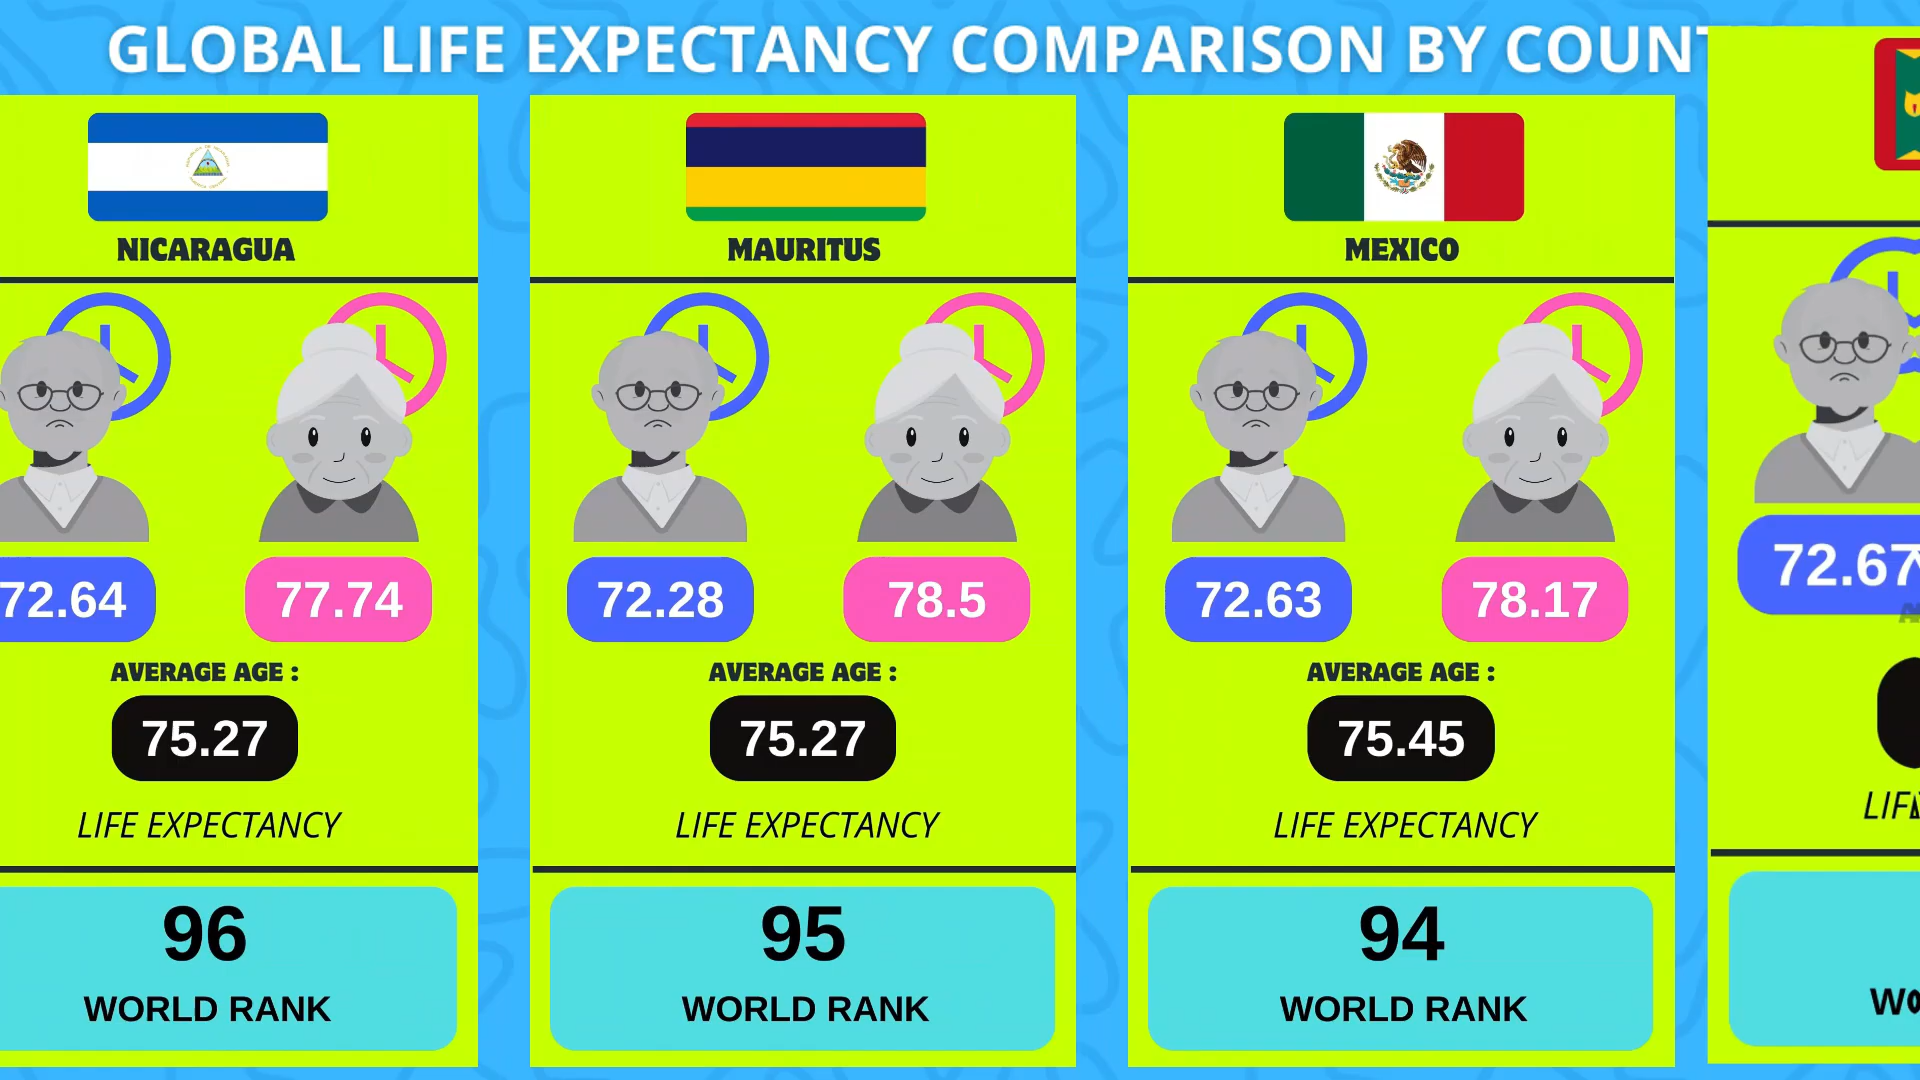 GLOBAL LIFE EXPECTANCY COMPARISON BY COUNT
NICARAGUA
72.64
77.74
AVERAGE AGE :
75.27
LIFE EXPECTANCY
96
WORLD RANK
MAURITUS
72.28
78.5
AVERAGE AGE :
75.27
LIFE EXPECTANCY
95
WORLD RANK
MEXICO
72.63
78.17
AVERAGE AGE :
75.45
LIFE EXPECTANCY
94
WORLD RANK
72.67